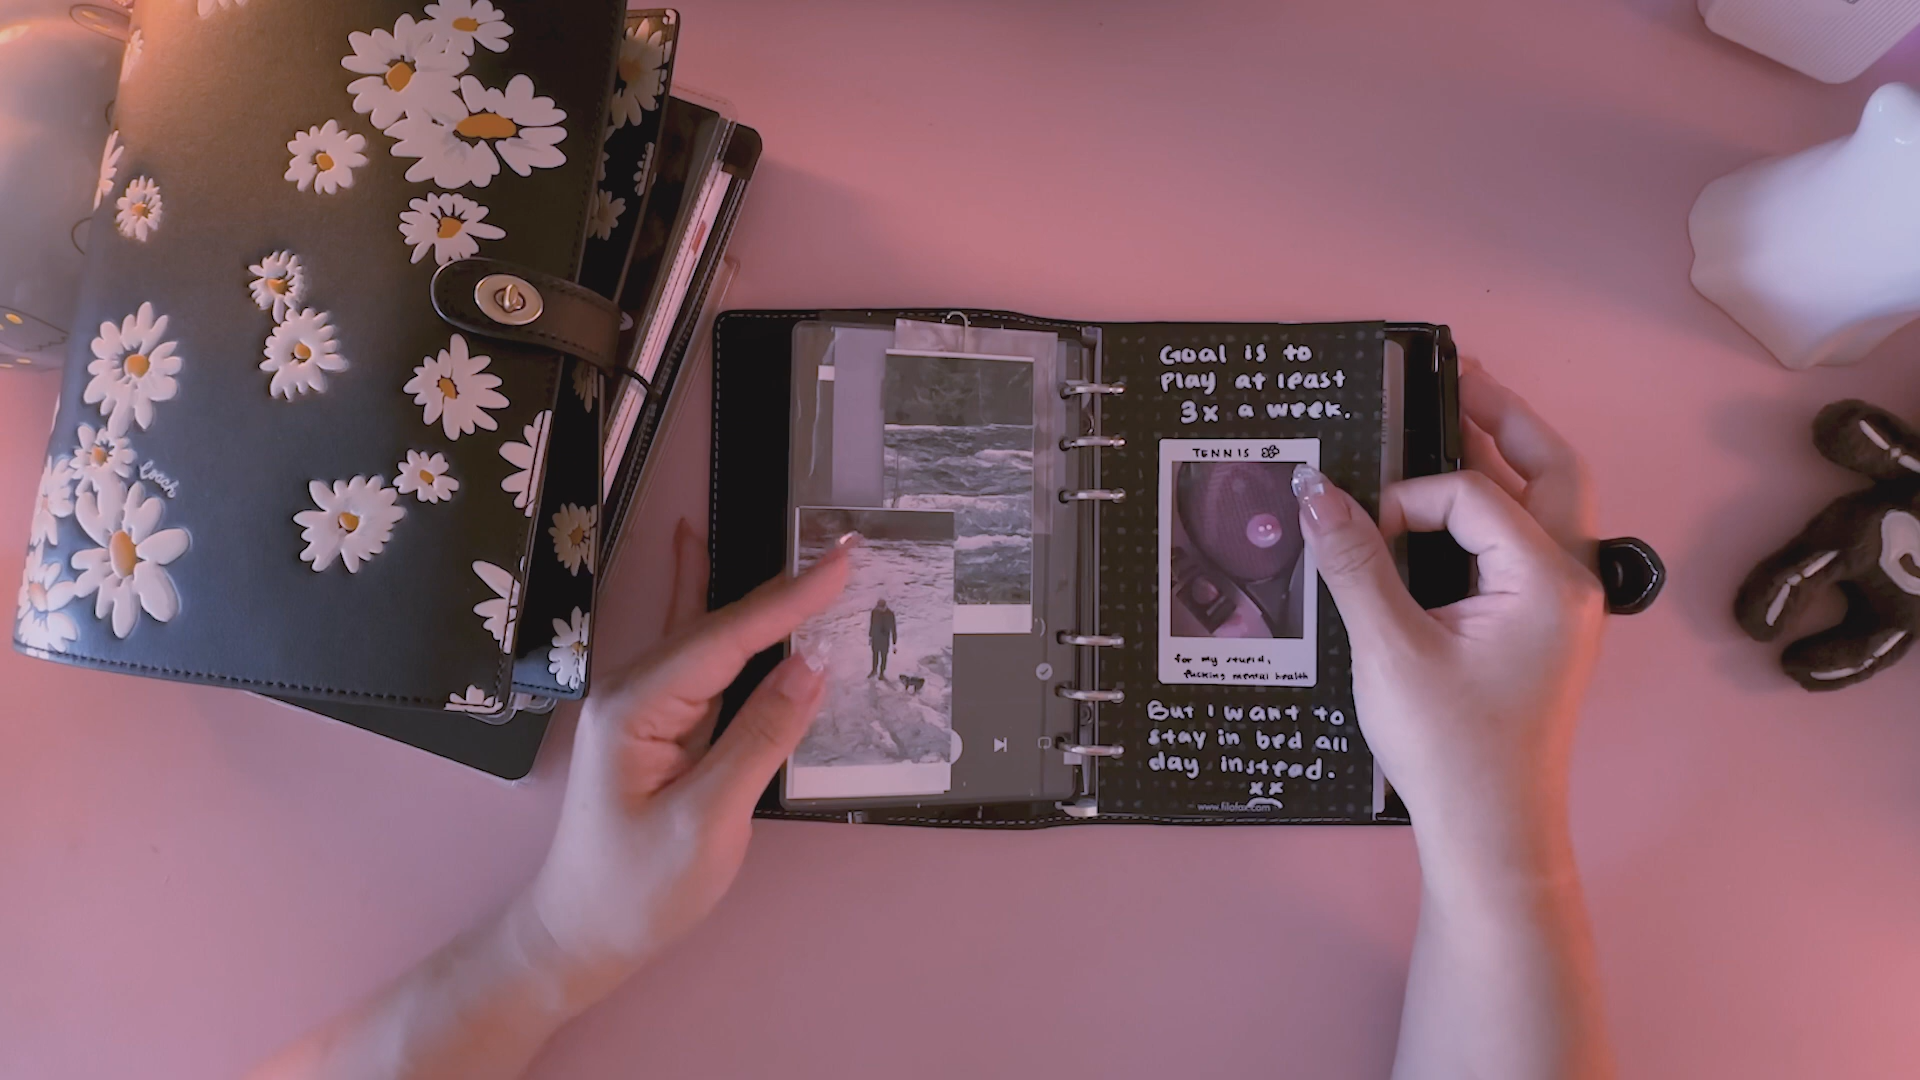 Coach
Goal is to
play at least
3x a week.
TENNIS
for my stupid,
fucking mental health
But I want to
stay in bed all
day instead.
xx
www.filofax.com